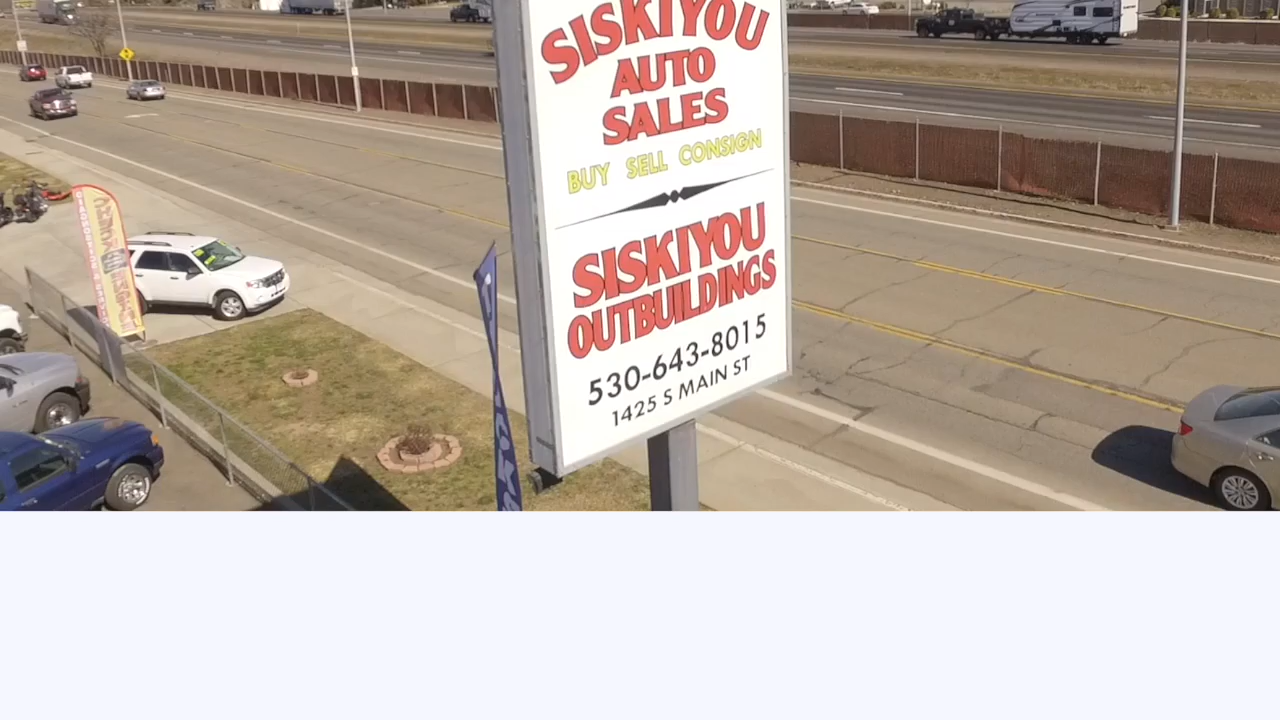 SISKIYOU
AUTO
SALES
BUY SELL CONSIGN
SISKIYOU
OUTBUILDINGS
530-643-8015
1425 S MAIN ST